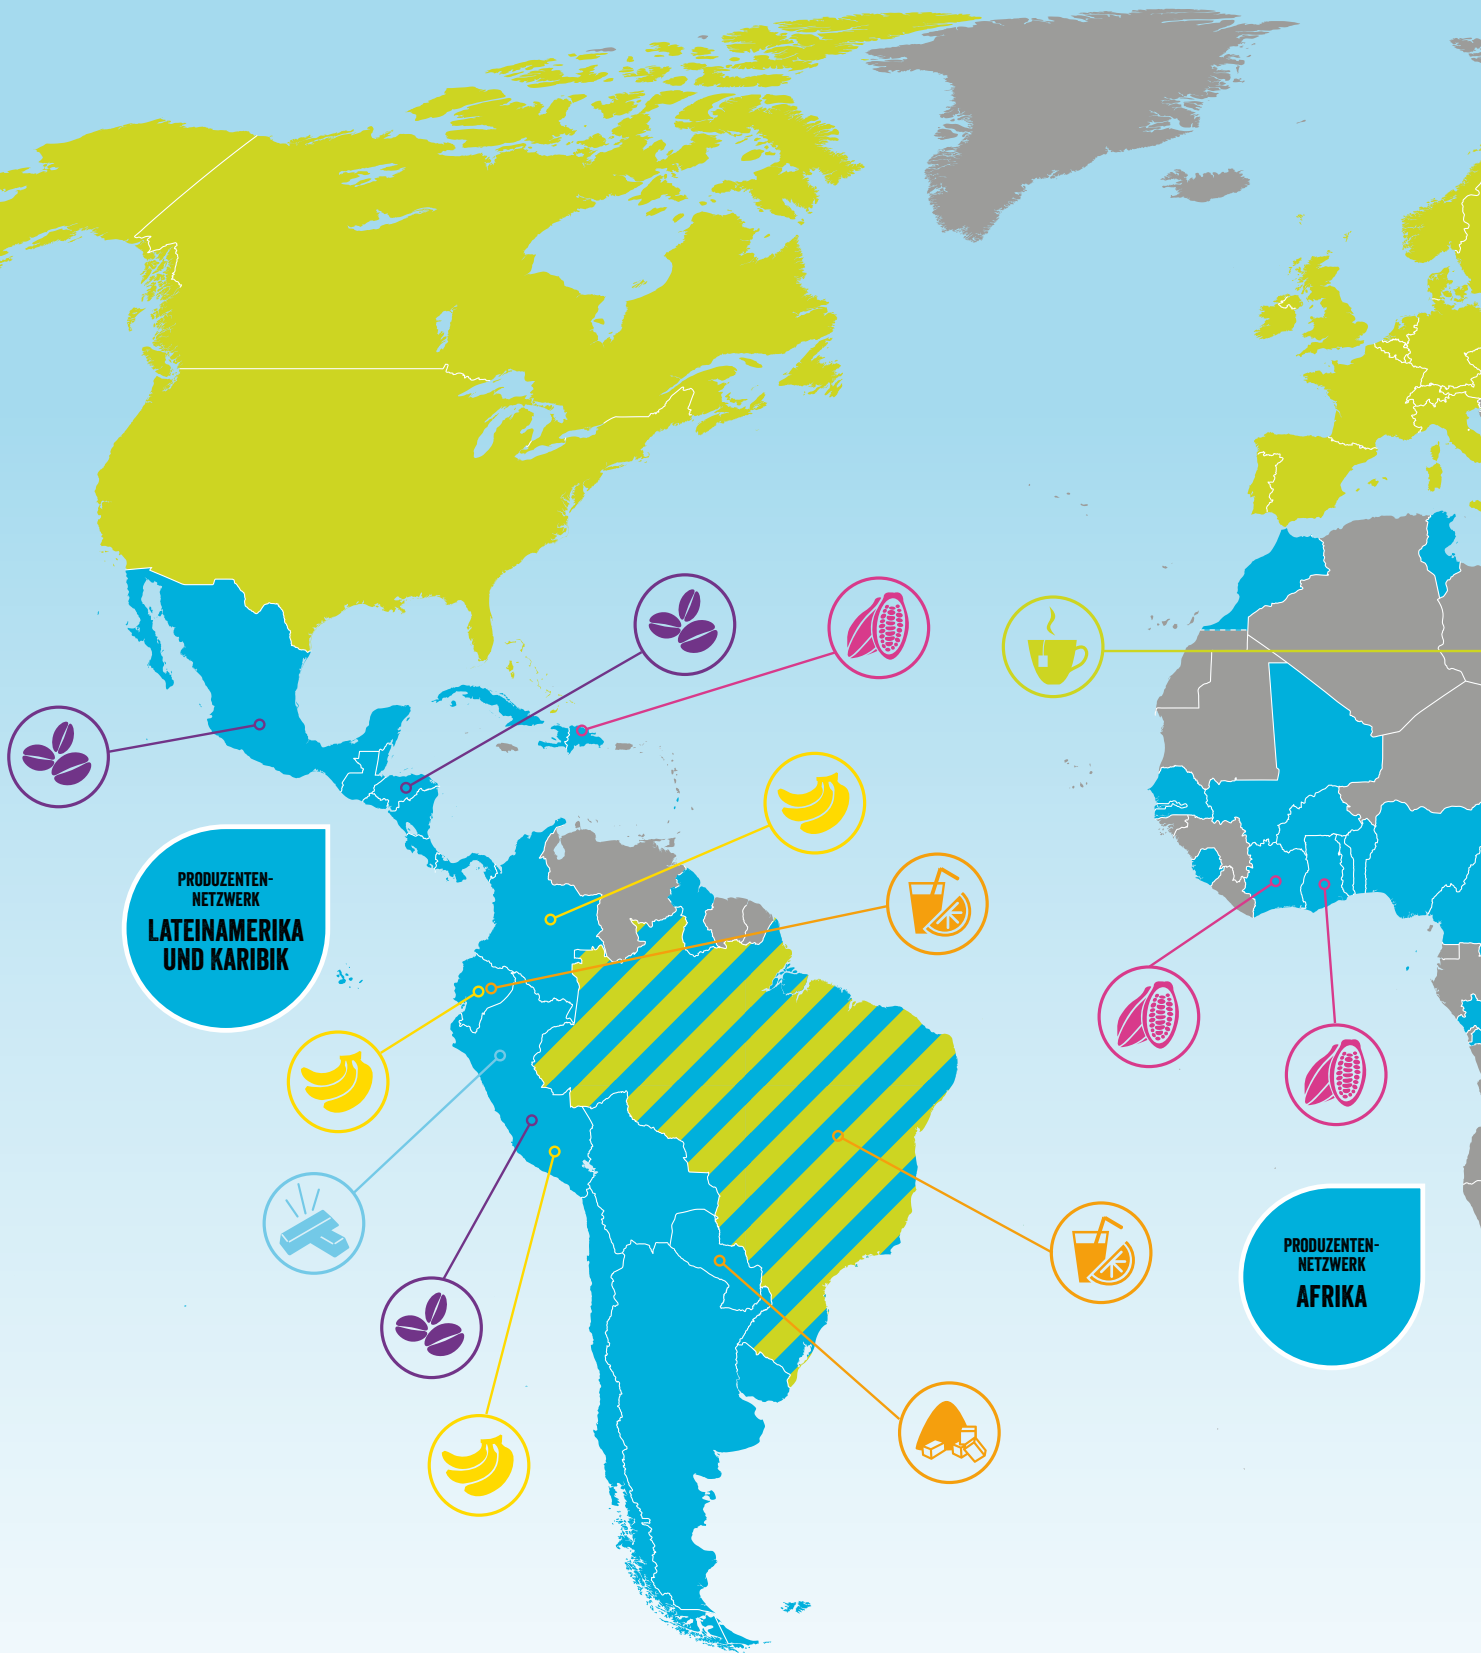 PRODUZENTEN-
NETZWERK
LATEINAMERIKA
UND KARIBIK
PRODUZENTEN-
NETZWERK
AFRIKA